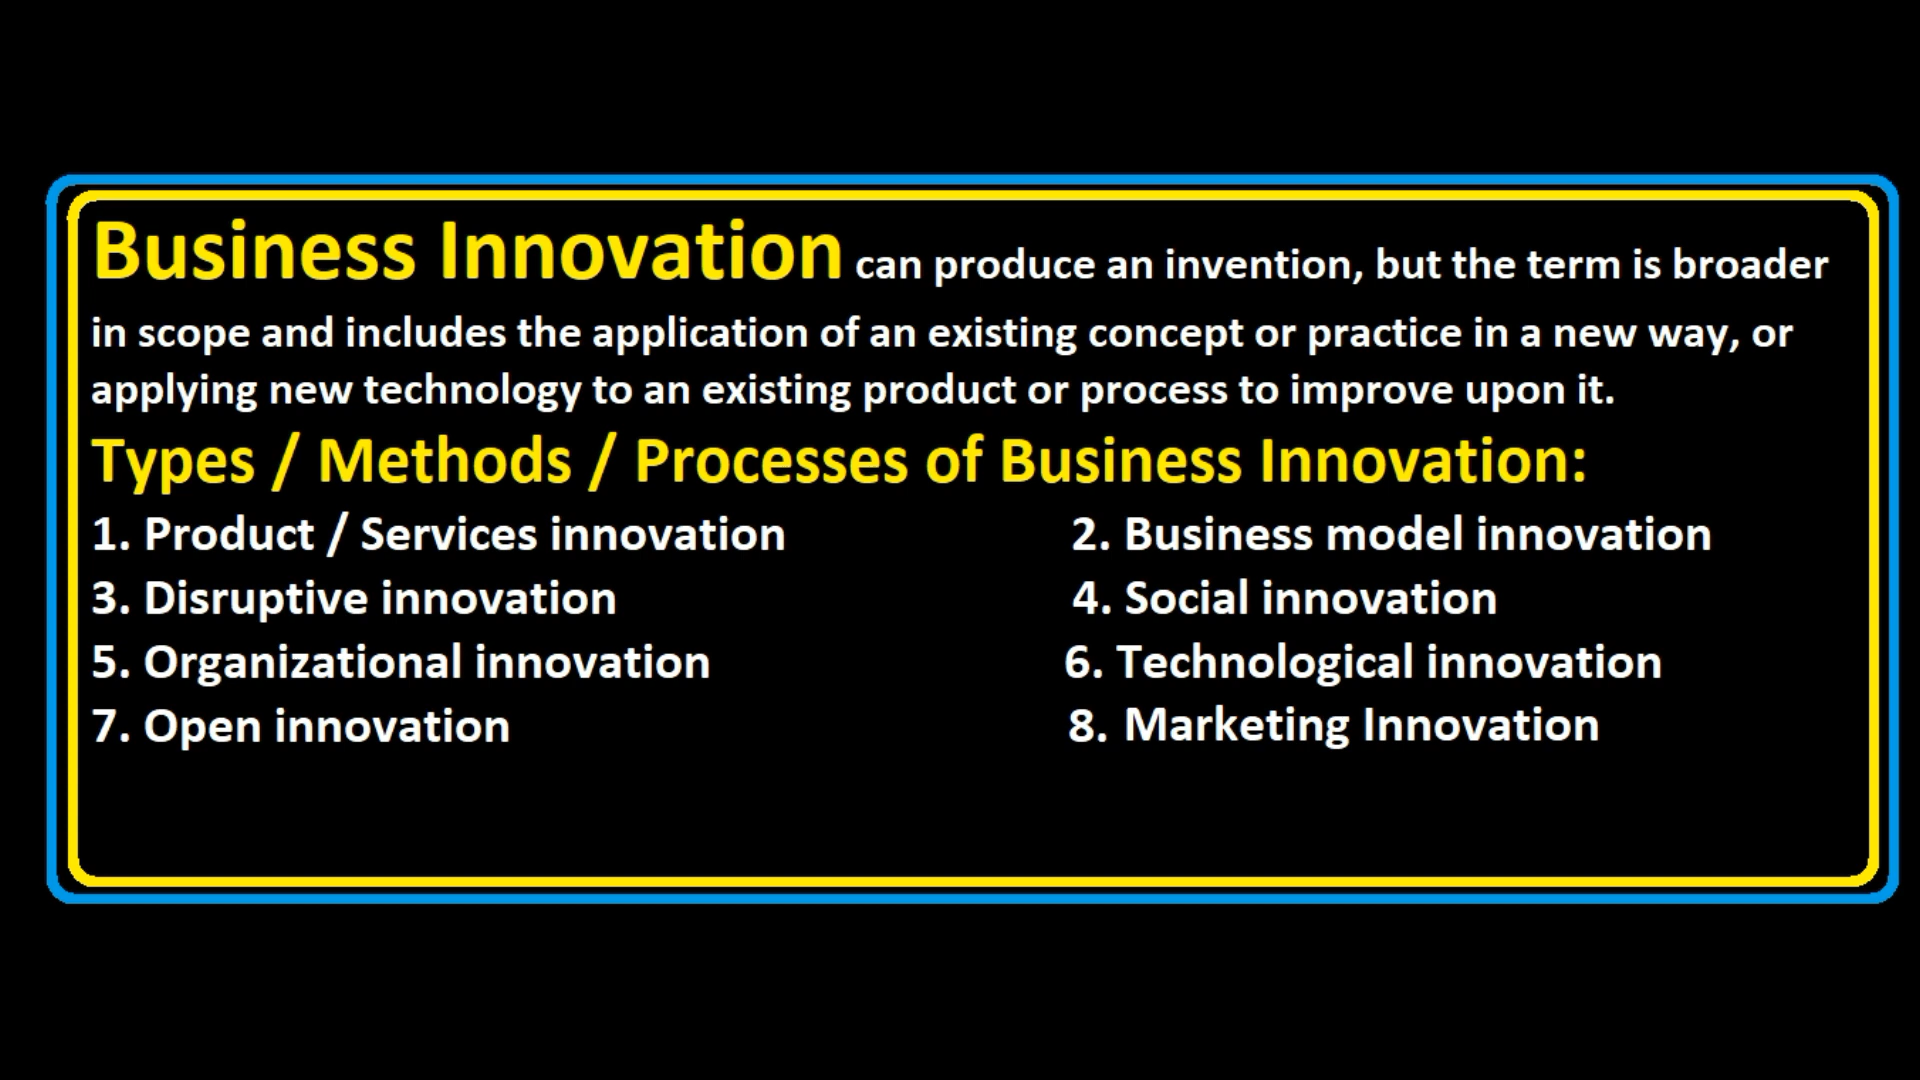 Business Innovation can produce an invention, but the term is broader
in scope and includes the application of an existing concept or practice in a new way, or
applying new technology to an existing product or process to improve upon it.
Types / Methods / Processes of Business Innovation:
1. Product / Services innovation 2. Business model innovation
3. Disruptive innovation 4. Social innovation
5. Organizational innovation 6. Technological innovation
7. Open innovation 8. Marketing Innovation